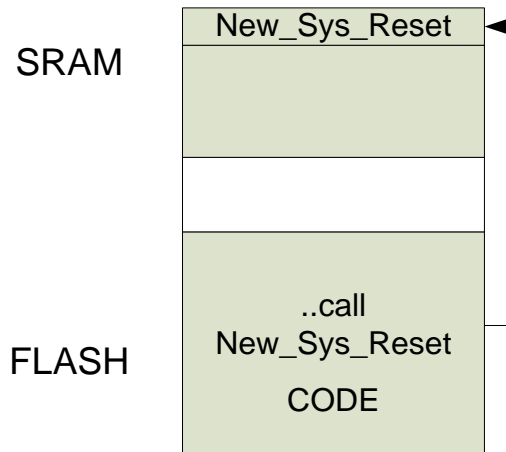 New_Sys_Reset
SRAM
..call
New_Sys_Reset
FLASH
CODE